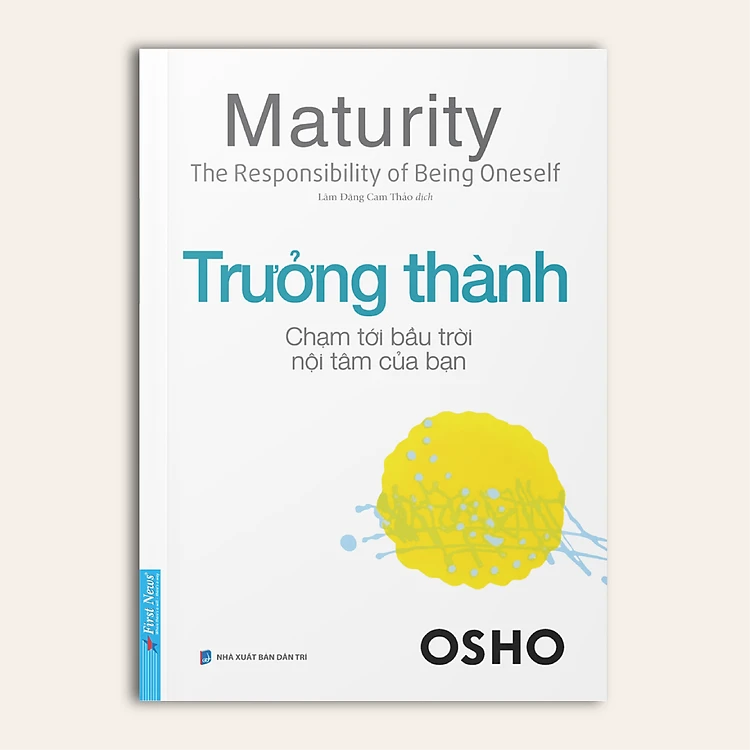 Maturity
The Responsibility of Being Oneself
Lâm Đặng Cam Thảo dịch
Trưởng thành
Chạm tới bầu trời
nội tâm của bạn
First News®
NHÀ XUẤT BẢN DÂN TRÍ
OSHO